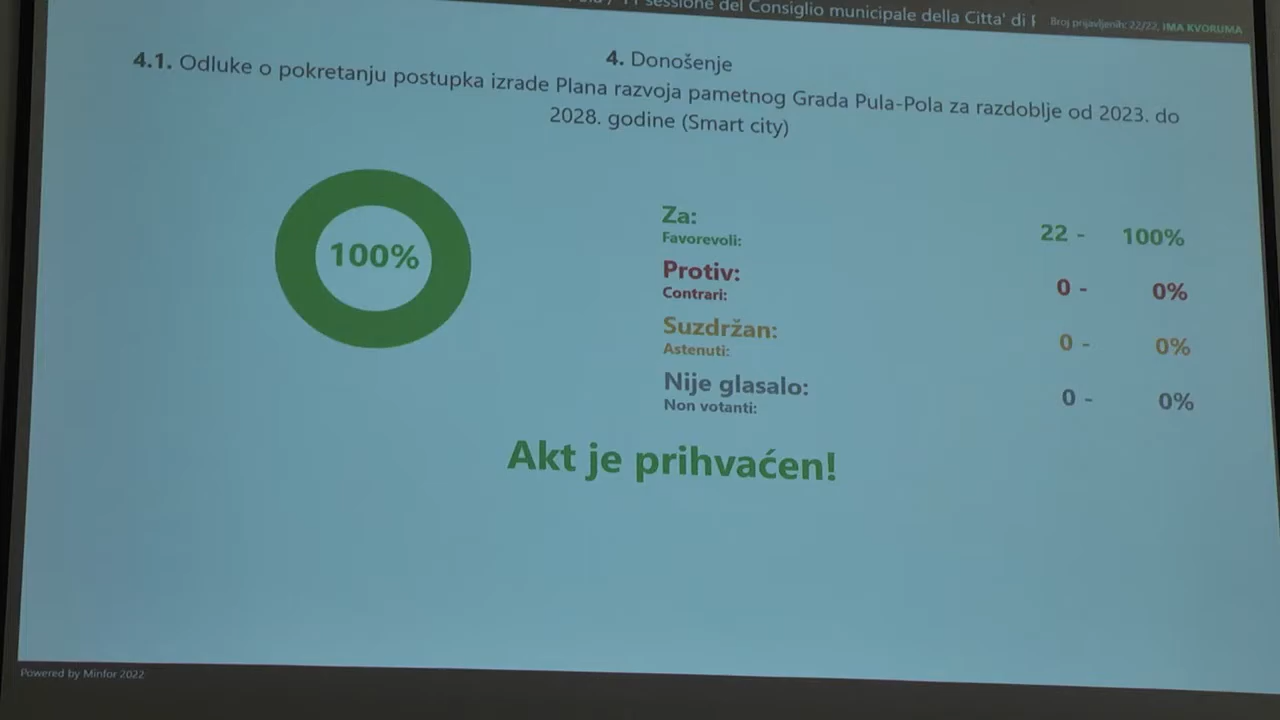 sessione del Consiglio municipale della Citta' di
Broj prijavljenih: 22/22, IMA KVORUMA
4. Donošenje
4.1. Odluke o pokretanju postupka izrade Plana razvoja pametnog Grada Pula-Pola za razdoblje od 2023. do
2028. godine (Smart city)
100%
Za: 22 - 100%
Favorevoli:
Protiv: 0 - 0%
Contrari:
Suzdržan: 0 - 0%
Astenuti:
Nije glasalo: 0 - 0%
Non votanti:
Akt je prihvaćen!
Powered by Minfor 2022